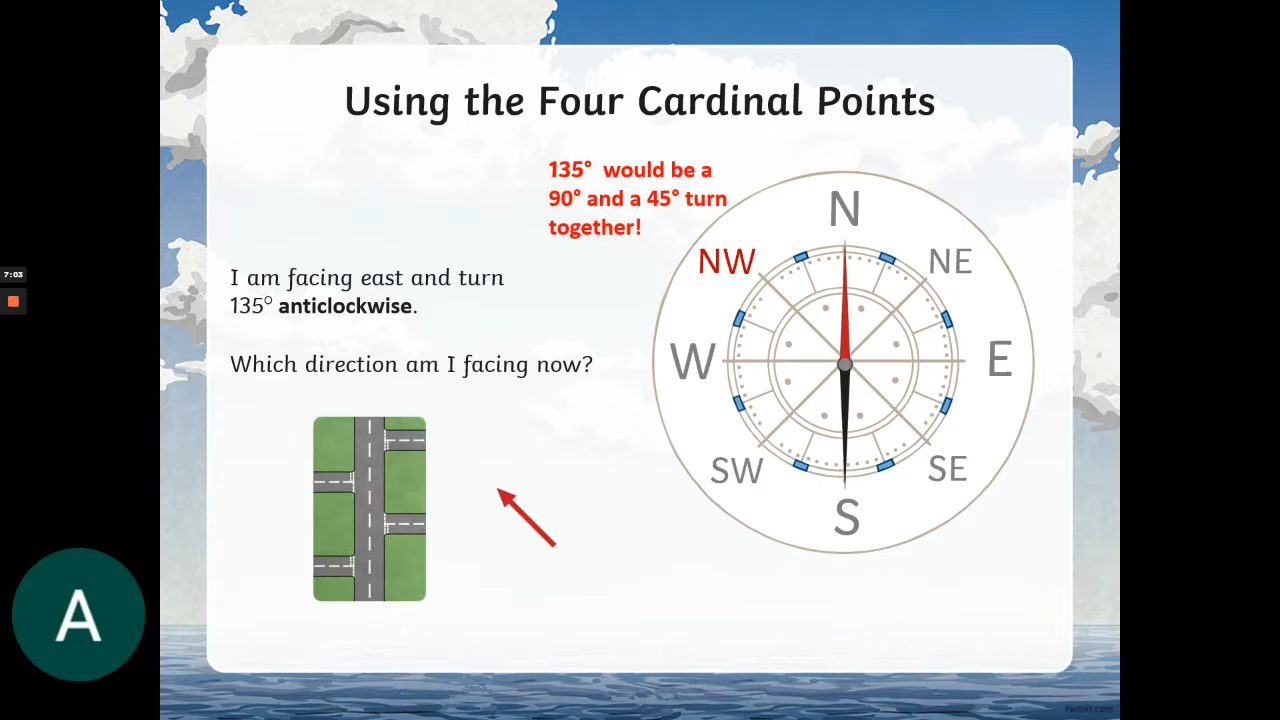 Using the Four Cardinal Points
135° would be a
90° and a 45° turn
together!
I am facing east and turn
135° anticlockwise.
Which direction am I facing now?
N
NW
NE
W
E
SW
SE
S
7:03
A